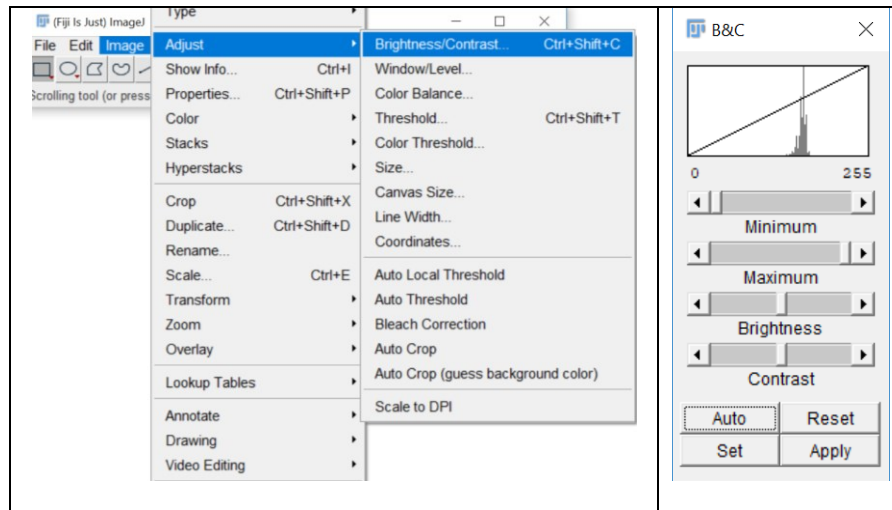 (Fiji Is Just) ImageJ
File Edit Image
Scrolling tool (or press
Type
Adjust
Show Info... Ctrl+I
Properties... Ctrl+Shift+P
Color
Stacks
Hyperstacks
Crop Ctrl+Shift+X
Duplicate... Ctrl+Shift+D
Rename...
Scale... Ctrl+E
Transform
Zoom
Overlay
Lookup Tables
Annotate
Drawing
Video Editing
Brightness/Contrast... Ctrl+Shift+C
Window/Level...
Color Balance...
Threshold... Ctrl+Shift+T
Color Threshold...
Size...
Canvas Size...
Line Width...
Coordinates...
Auto Local Threshold
Auto Threshold
Bleach Correction
Auto Crop
Auto Crop (guess background color)
Scale to DPI
B&C
0 255
Minimum
Maximum
Brightness
Contrast
Auto Reset
Set Apply